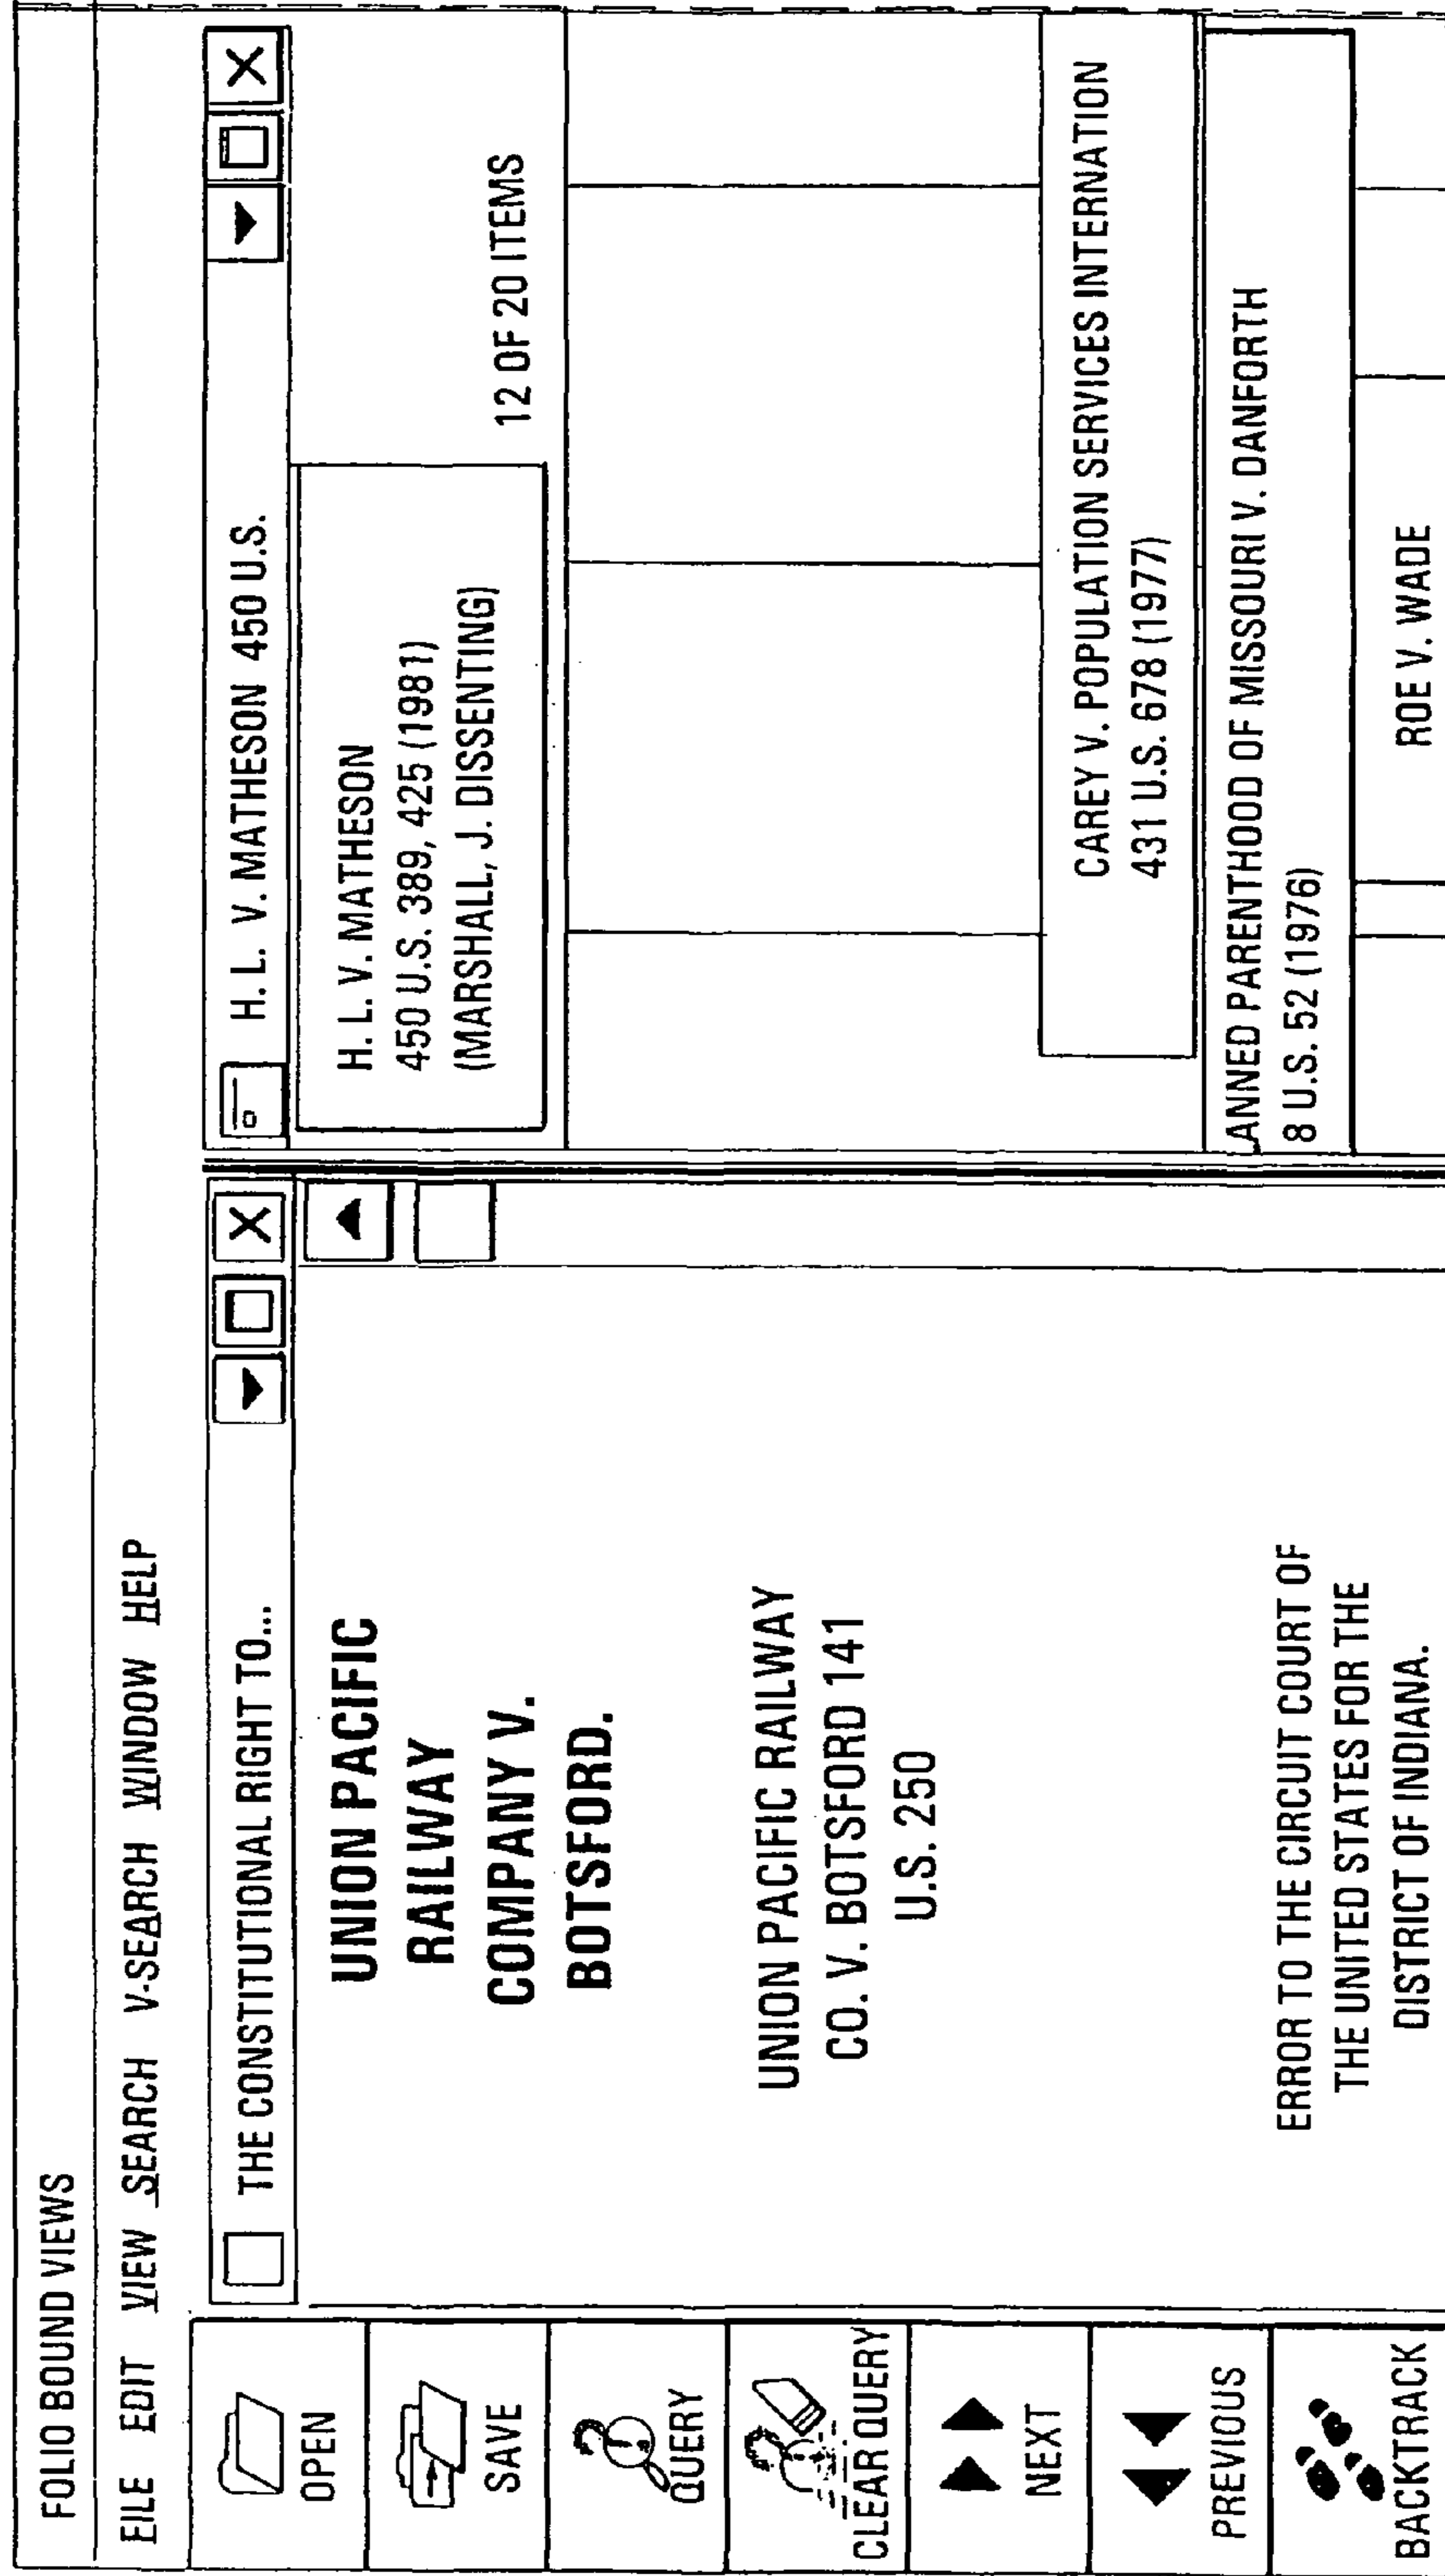 FOLIO BOUND VIEWS
FILE EDIT VIEW SEARCH V-SEARCH WINDOW HELP
OPEN
SAVE
QUERY
CLEAR QUERY
NEXT
PREVIOUS
BACKTRACK
THE CONSTITUTIONAL RIGHT TO...
UNION PACIFIC
RAILWAY
COMPANY V.
BOTSFORD.
UNION PACIFIC RAILWAY
CO. V. BOTSFORD 141
U.S. 250
ERROR TO THE CIRCUIT COURT OF
THE UNITED STATES FOR THE
DISTRICT OF INDIANA.
H. L. V. MATHESON 450 U.S.
H. L. V. MATHESON
450 U.S. 389, 425 (1981)
(MARSHALL, J. DISSENTING)
12 OF 20 ITEMS
CAREY V. POPULATION SERVICES INTERNATION
431 U.S. 678 (1977)
ANNED PARENTHOOD OF MISSOURI V. DANFORTH
8 U.S. 52 (1976)
ROE V. WADE